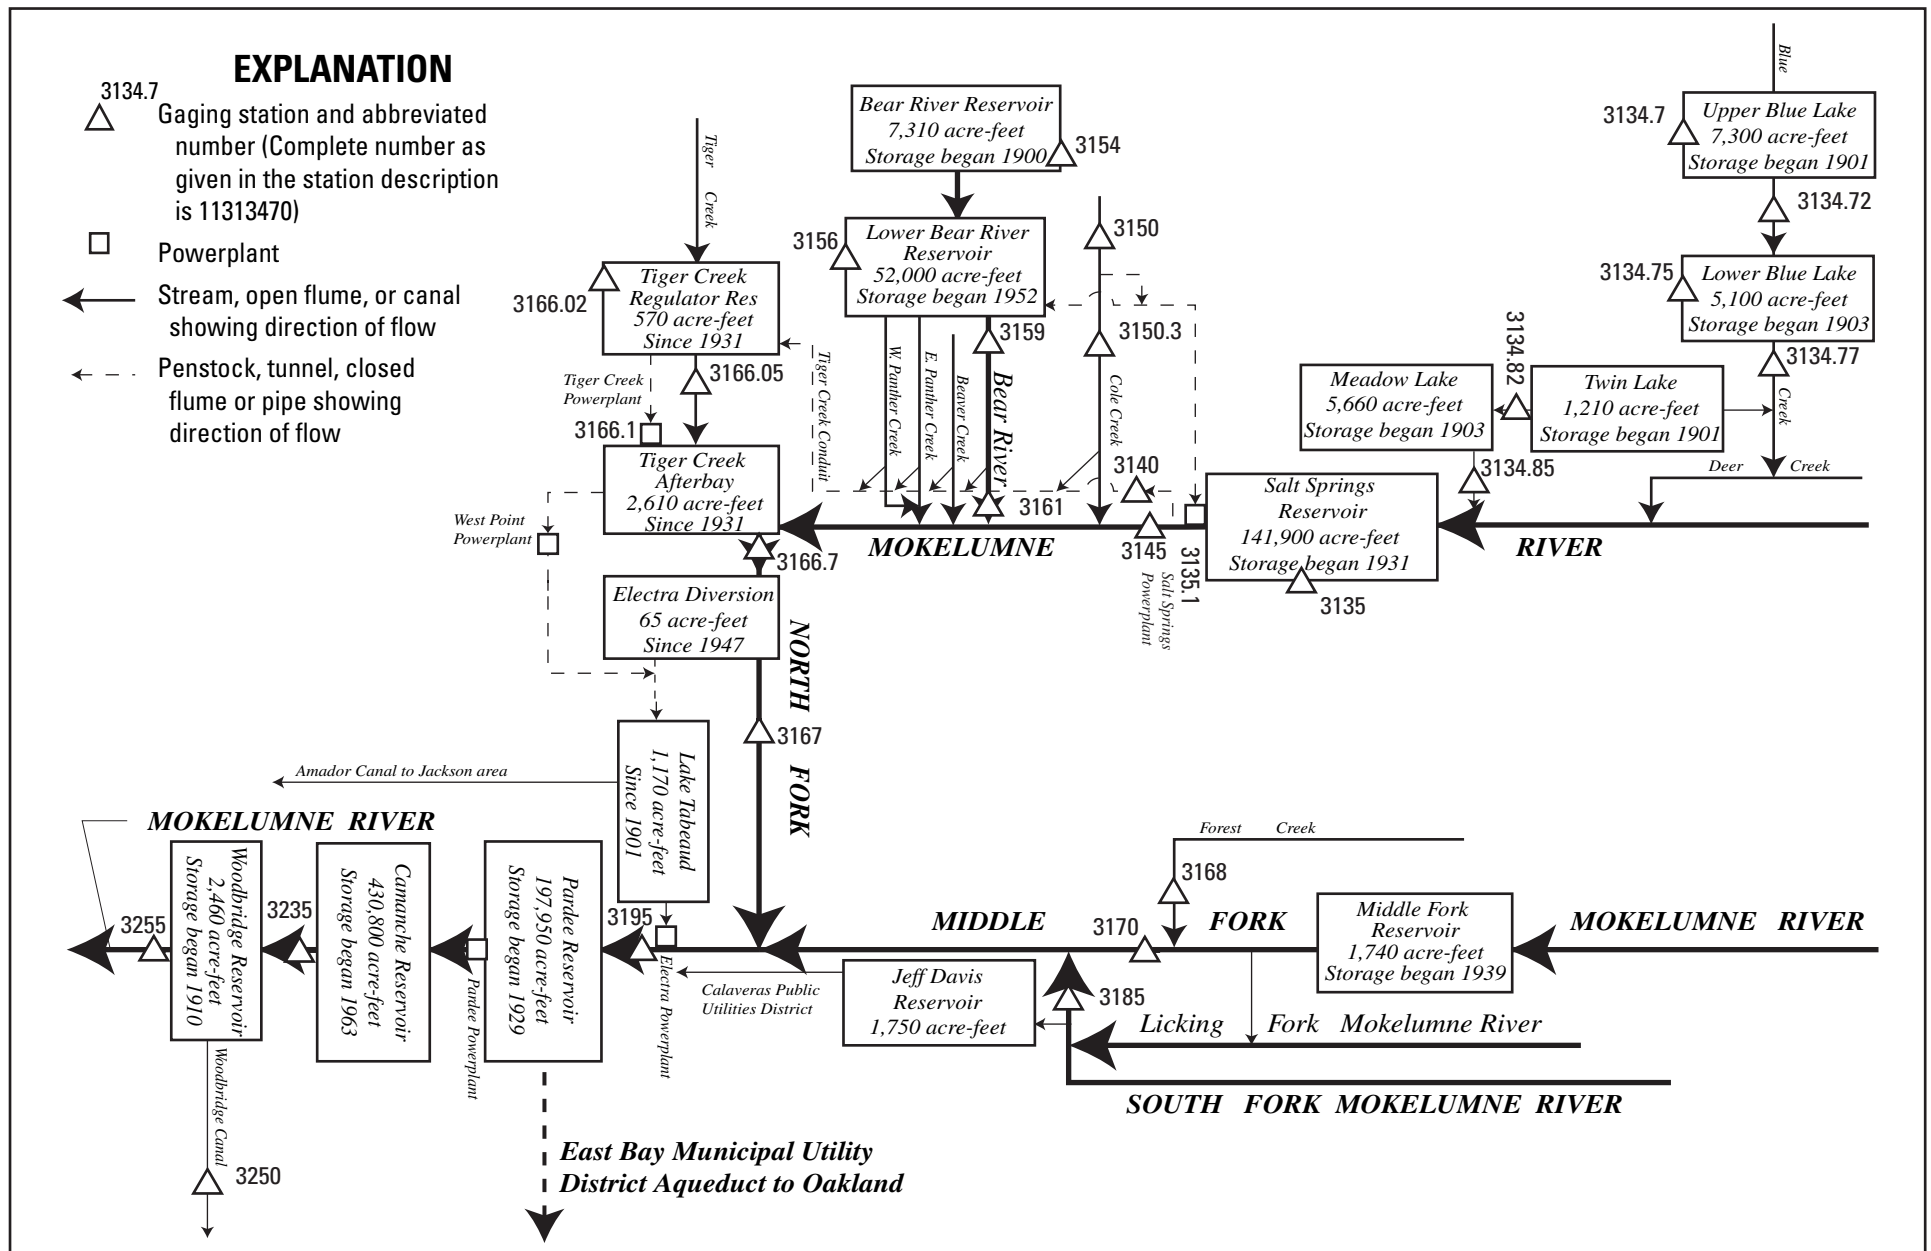 EXPLANATION
3134.7
Gaging station and abbreviated
number (Complete number as
given in the station description
is 11313470)
Powerplant
Stream, open flume, or canal
showing direction of flow
Penstock, tunnel, closed
flume or pipe showing
direction of flow
Tiger Creek
Bear River Reservoir
7,310 acre-feet
Storage began 1900
3154
Blue
3134.7
Upper Blue Lake
7,300 acre-feet
Storage began 1901
3134.72
3156
Lower Bear River
Reservoir
52,000 acre-feet
Storage began 1952
3150
3134.75
Lower Blue Lake
5,100 acre-feet
Storage began 1903
3166.02
Tiger Creek
Regulator Res
570 acre-feet
Since 1931
3159
3150.3
3134.82
3134.77
Creek
Tiger Creek
Powerplant
3166.05
Tiger Creek Conduit
W. Panther Creek
E. Panther Creek
Beaver Creek
Bear River
Cole Creek
Meadow Lake
5,660 acre-feet
Storage began 1903
Twin Lake
1,210 acre-feet
Storage began 1901
3166.1
Tiger Creek
Afterbay
2,610 acre-feet
Since 1931
3140
3134.85
Deer Creek
3161
Salt Springs
Reservoir
141,900 acre-feet
Storage began 1931
West Point
Powerplant
MOKELUMNE
3145
3135.1
Salt Springs
Powerplant
RIVER
3166.7
3135
Electra Diversion
65 acre-feet
Since 1947
NORTH FORK
3167
Lake Tabeaud
1,170 acre-feet
Since 1901
Amador Canal to Jackson area
MOKELUMNE RIVER
Forest Creek
3168
Woodbridge Reservoir
2,460 acre-feet
Storage began 1910
Camanche Reservoir
430,800 acre-feet
Storage began 1963
Pardee Reservoir
197,950 acre-feet
Storage began 1929
3255
3235
3195
MIDDLE
3170
FORK
Middle Fork
Reservoir
1,740 acre-feet
Storage began 1939
MOKELUMNE RIVER
Pardee Powerplant
Electra Powerplant
Calaveras Public
Utilities District
Jeff Davis
Reservoir
1,750 acre-feet
3185
Licking Fork Mokelumne River
SOUTH FORK MOKELUMNE RIVER
Woodbridge Canal
3250
East Bay Municipal Utility
District Aqueduct to Oakland